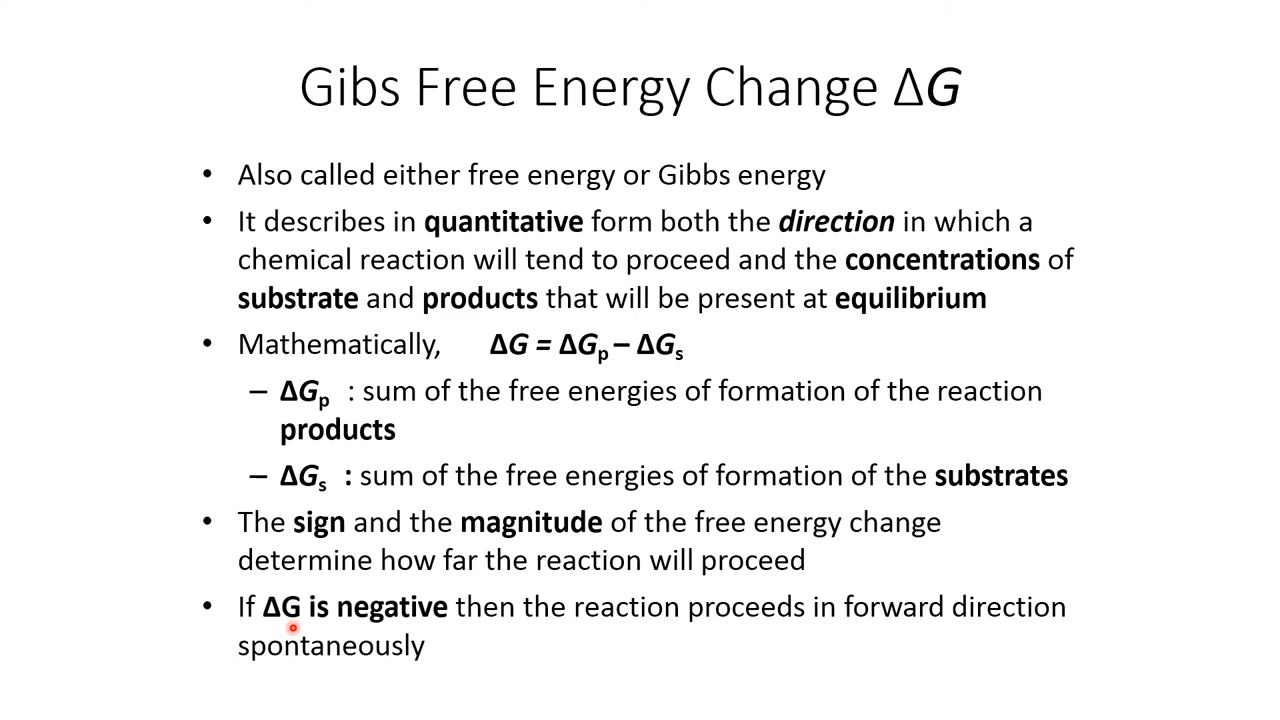 Gibs Free Energy Change ΔG
• Also called either free energy or Gibbs energy
• It describes in quantitative form both the direction in which a
chemical reaction will tend to proceed and the concentrations of
substrate and products that will be present at equilibrium
• Mathematically, ΔG = ΔGp – ΔGs
– ΔGp : sum of the free energies of formation of the reaction
products
– ΔGs : sum of the free energies of formation of the substrates
• The sign and the magnitude of the free energy change
determine how far the reaction will proceed
• If ΔG is negative then the reaction proceeds in forward direction
spontaneously